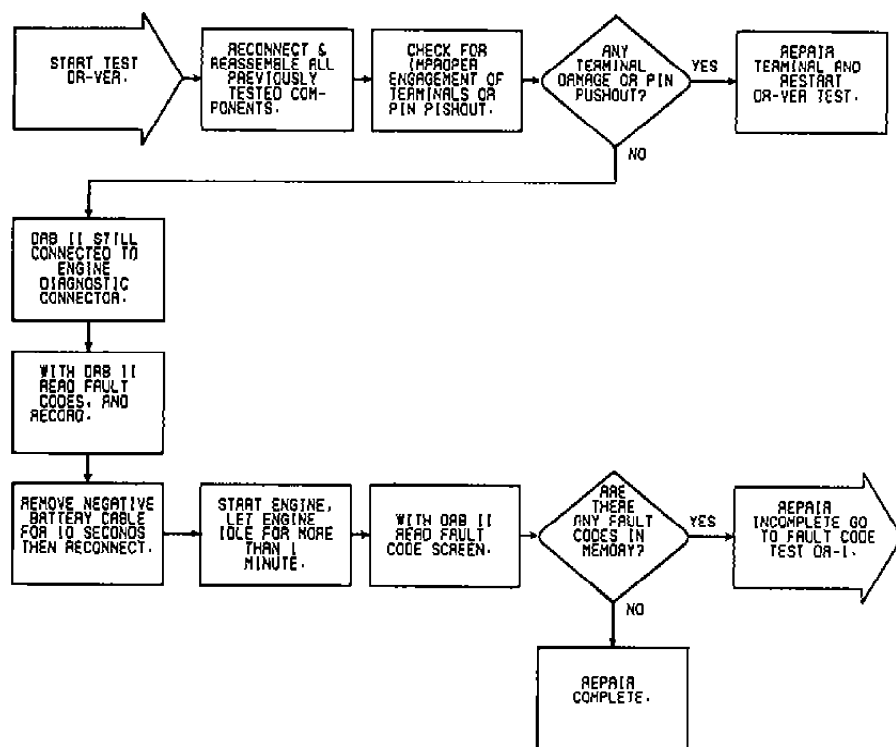 START TEST
DR-VER.
RECONNECT &
REASSEMBLE ALL
PREVIOUSLY
TESTED COM-
PONENTS.
CHECK FOR
IMPROPER
ENGAGEMENT OF
TERMINALS OR
PIN PISHOUT.
ANY
TERMINAL
DAMAGE OR PIN
PUSHOUT?
YES
REPAIR
TERMINAL AND
RESTART
DR-VER TEST.
NO
DRB II STILL
CONNECTED TO
ENGINE
DIAGNOSTIC
CONNECTOR.
WITH DRB II
READ FAULT
CODES, AND
RECORD.
REMOVE NEGATIVE
BATTERY CABLE
FOR 10 SECONDS
THEN RECONNECT.
START ENGINE,
LET ENGINE
IDLE FOR MORE
THAN 1
MINUTE.
WITH DRB II
READ FAULT
CODE SCREEN.
ARE
THERE
ANY FAULT
CODES IN
MEMORY?
YES
REPAIR
INCOMPLETE GO
TO FAULT CODE
TEST DR-1.
NO
REPAIR
COMPLETE.